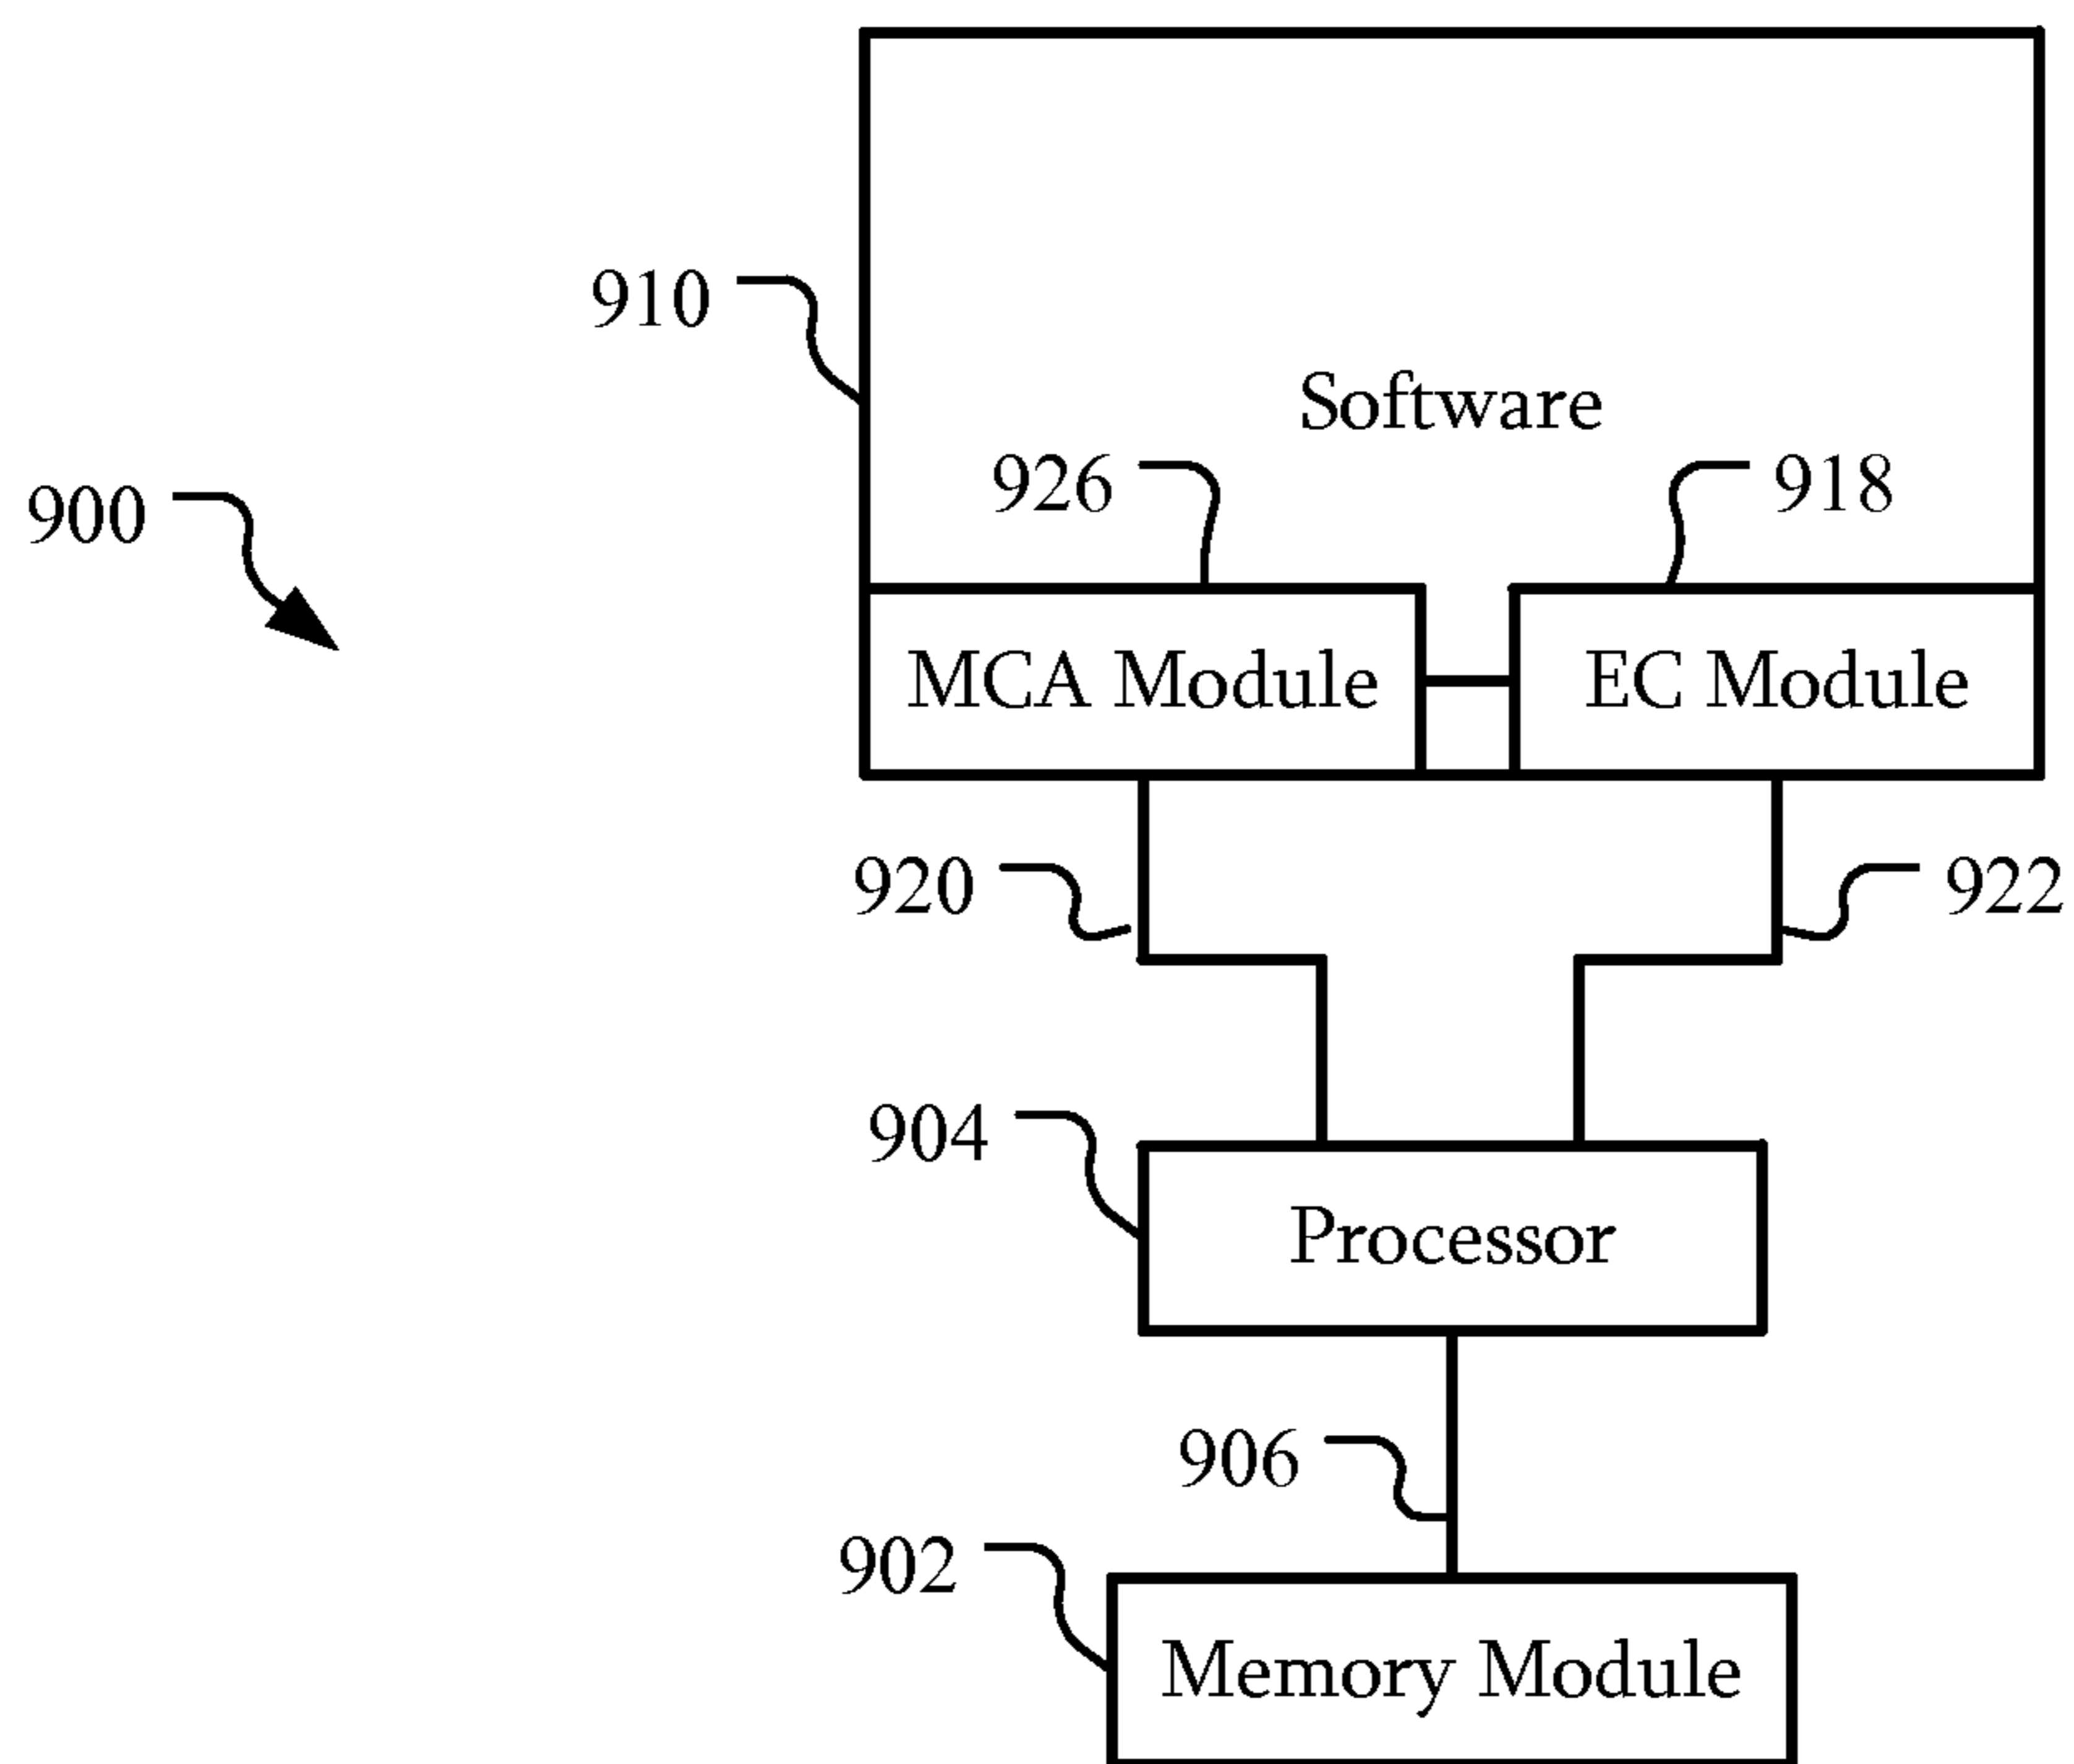 910
Software
926
918
900
MCA Module
EC Module
920
922
904
Processor
906
902
Memory Module